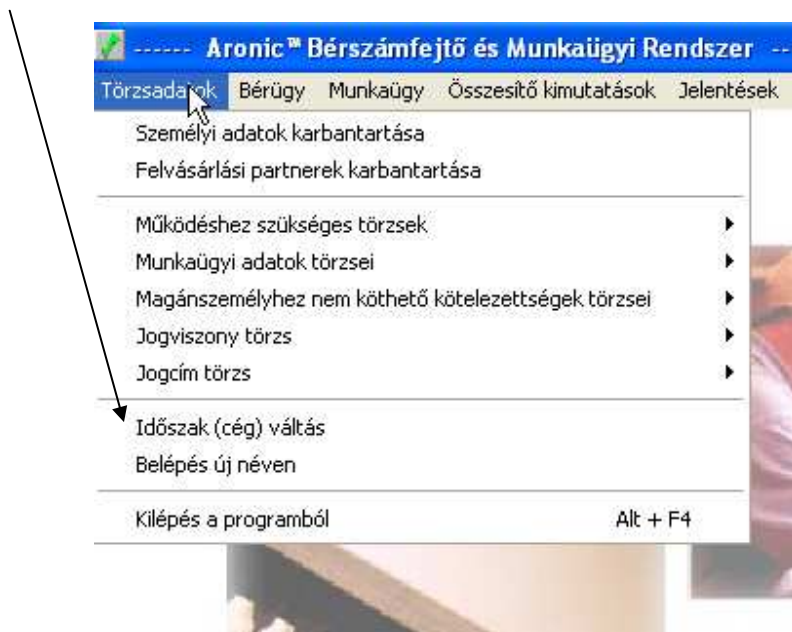 ------ Aronic™ Bérszámfejtő és Munkaügyi Rendszer --
Törzsadatok Bérügy Munkaügy Összesítő kimutatások Jelentések
Személyi adatok karbantartása
Felvásárlási partnerek karbantartása
Működéshez szükséges törzsek
Munkaügyi adatok törzsei
Magánszemélyhez nem köthető kötelezettségek törzsei
Jogviszony törzs
Jogcím törzs
Időszak (cég) váltás
Belépés új néven
Kilépés a programból Alt + F4